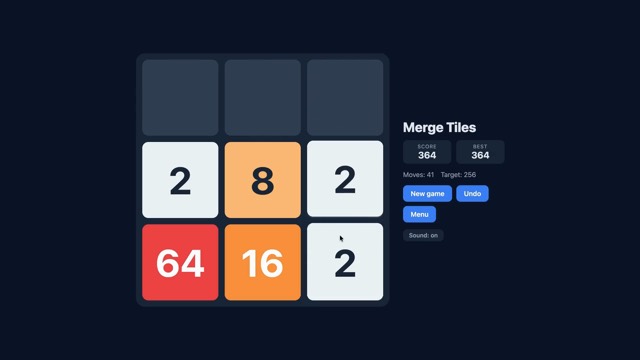 Merge Tiles
SCORE BEST
364 364
Moves: 41 Target: 256
New game Undo
Menu
Sound: on
2 8 2
64 16 2